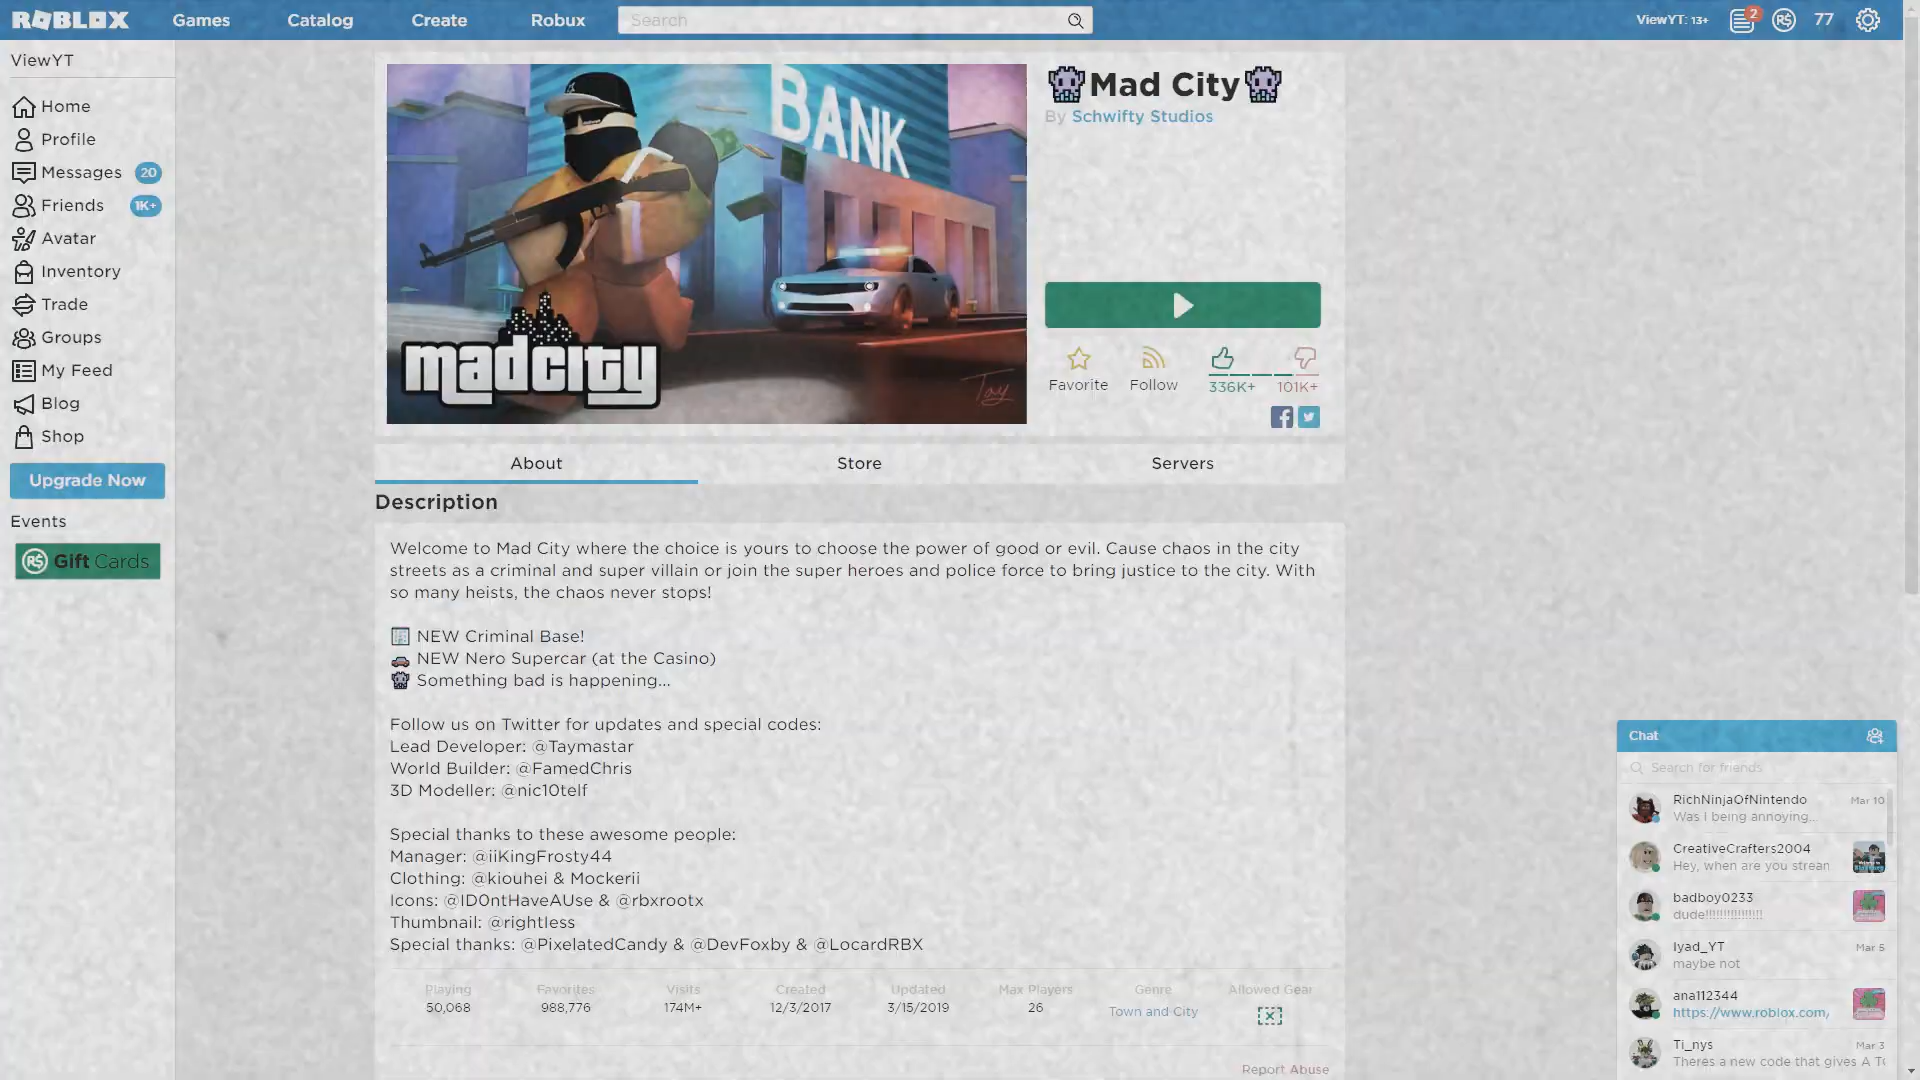 ROBLOX Games Catalog Create Robux Search ViewYT: 13+ 2 77
ViewYT
Home
Profile
Messages 20
Friends 1K+
Avatar
Inventory
Trade
Groups
My Feed
Blog
Shop
Upgrade Now
Events
Gift Cards
BANK
madcity
Tay
Mad City
By Schwifty Studios
Favorite Follow 336K+ 101K+
About Store Servers
Description
Welcome to Mad City where the choice is yours to choose the power of good or evil. Cause chaos in the city
streets as a criminal and super villain or join the super heroes and police force to bring justice to the city. With
so many heists, the chaos never stops!
NEW Criminal Base!
NEW Nero Supercar (at the Casino)
Something bad is happening...
Follow us on Twitter for updates and special codes:
Lead Developer: @Taymastar
World Builder: @FamedChris
3D Modeller: @nic10telf
Special thanks to these awesome people:
Manager: @iiKingFrosty44
Clothing: @kiouhei & Mockerii
Icons: @ID0ntHaveAUse & @rbxrootx
Thumbnail: @rightless
Special thanks: @PixelatedCandy & @DevFoxby & @LocardRBX
Playing Favorites Visits Created Updated Max Players Genre Allowed Gear
50,068 988,776 174M+ 12/3/2017 3/15/2019 26 Town and City
Report Abuse
Chat
Search for friends
RichNinjaOfNintendo Mar 10
Was I being annoying...
CreativeCrafters2004
Hey, when are you strean
badboy0233
dude!!!!!!!!!!!!!!!!
Iyad_YT Mar 5
maybe not
ana112344
https://www.roblox.com/
Ti_nys Mar 3
Theres a new code that gives A